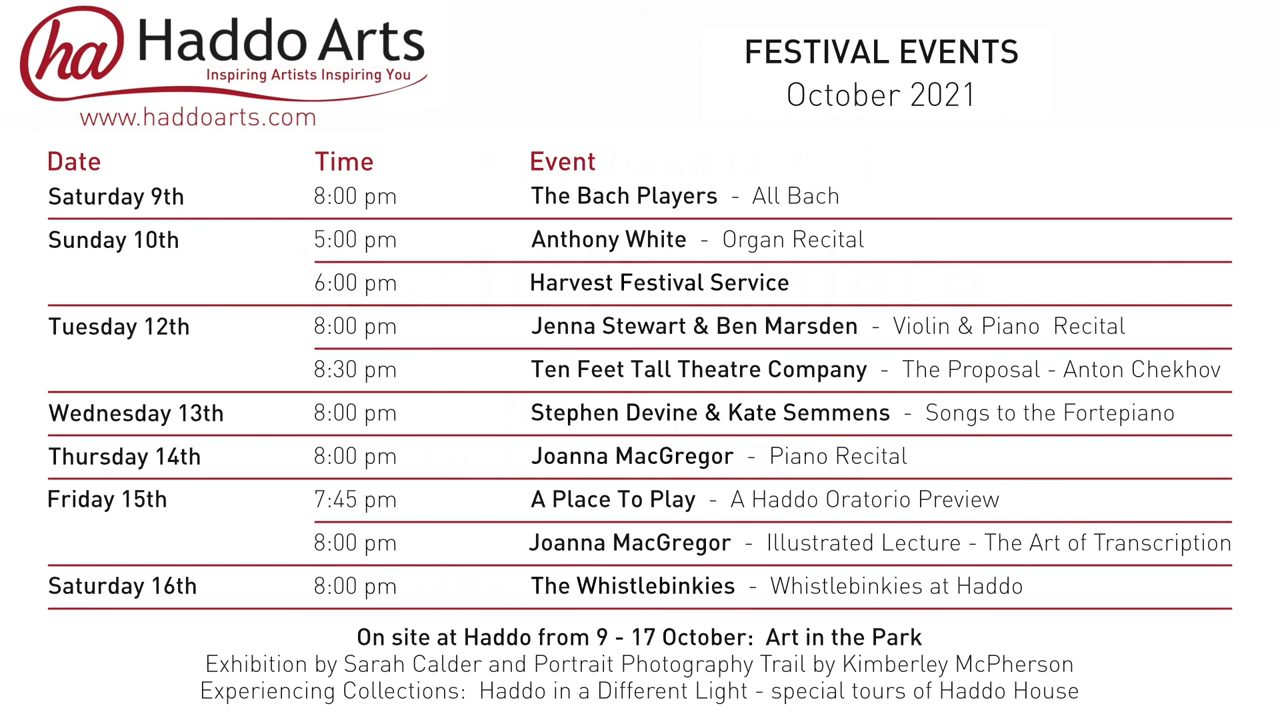 ha Haddo Arts
Inspiring Artists Inspiring You
www.haddoarts.com
FESTIVAL EVENTS
October 2021
Date Time Event
Saturday 9th 8:00 pm The Bach Players - All Bach
Sunday 10th 5:00 pm Anthony White - Organ Recital
6:00 pm Harvest Festival Service
Tuesday 12th 8:00 pm Jenna Stewart & Ben Marsden - Violin & Piano Recital
8:30 pm Ten Feet Tall Theatre Company - The Proposal - Anton Chekhov
Wednesday 13th 8:00 pm Stephen Devine & Kate Semmens - Songs to the Fortepiano
Thursday 14th 8:00 pm Joanna MacGregor - Piano Recital
Friday 15th 7:45 pm A Place To Play - A Haddo Oratorio Preview
8:00 pm Joanna MacGregor - Illustrated Lecture - The Art of Transcription
Saturday 16th 8:00 pm The Whistlebinkies - Whistlebinkies at Haddo
On site at Haddo from 9 - 17 October: Art in the Park
Exhibition by Sarah Calder and Portrait Photography Trail by Kimberley McPherson
Experiencing Collections: Haddo in a Different Light - special tours of Haddo House